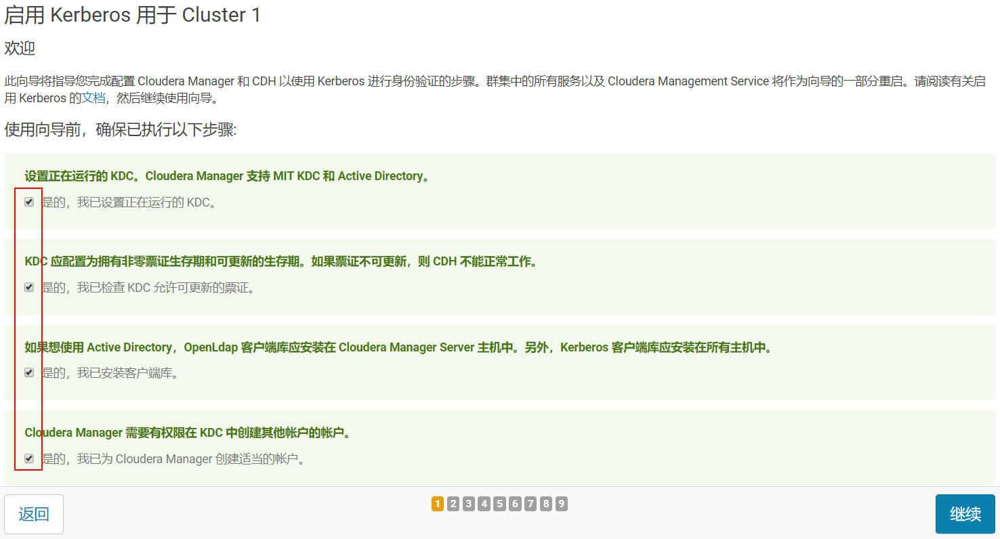 启用 Kerberos 用于 Cluster 1
欢迎
此向导将指导您完成配置 Cloudera Manager 和 CDH 以使用 Kerberos 进行身份验证的步骤。群集中的所有服务以及 Cloudera Management Service 将作为向导的一部分重启。请阅读有关启
用 Kerberos 的文档，然后继续使用向导。
使用向导前，确保已执行以下步骤:
设置正在运行的 KDC。Cloudera Manager 支持 MIT KDC 和 Active Directory。
是的，我已设置正在运行的 KDC。
KDC 应配置为拥有非零票证生存期和可更新的生存期。如果票证不可更新，则 CDH 不能正常工作。
是的，我已检查 KDC 允许可更新的票证。
如果想使用 Active Directory，OpenLdap 客户端库应安装在 Cloudera Manager Server 主机中。另外，Kerberos 客户端库应安装在所有主机中。
是的，我已安装客户端库。
Cloudera Manager 需要有权限在 KDC 中创建其他帐户的帐户。
是的，我已为 Cloudera Manager 创建适当的帐户。
返回
1 2 3 4 5 6 7 8 9
继续